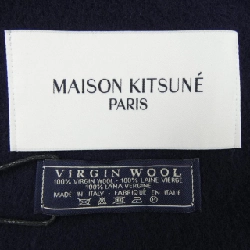 MAISON KITSUNÉ
PARIS
VIRGIN WOOL
100% VIRGIN WOOL - 100% LAINE VIERGE
100% LANA VERGINE
MADE IN ITALY - FABRIQUÉ EN ITALIE